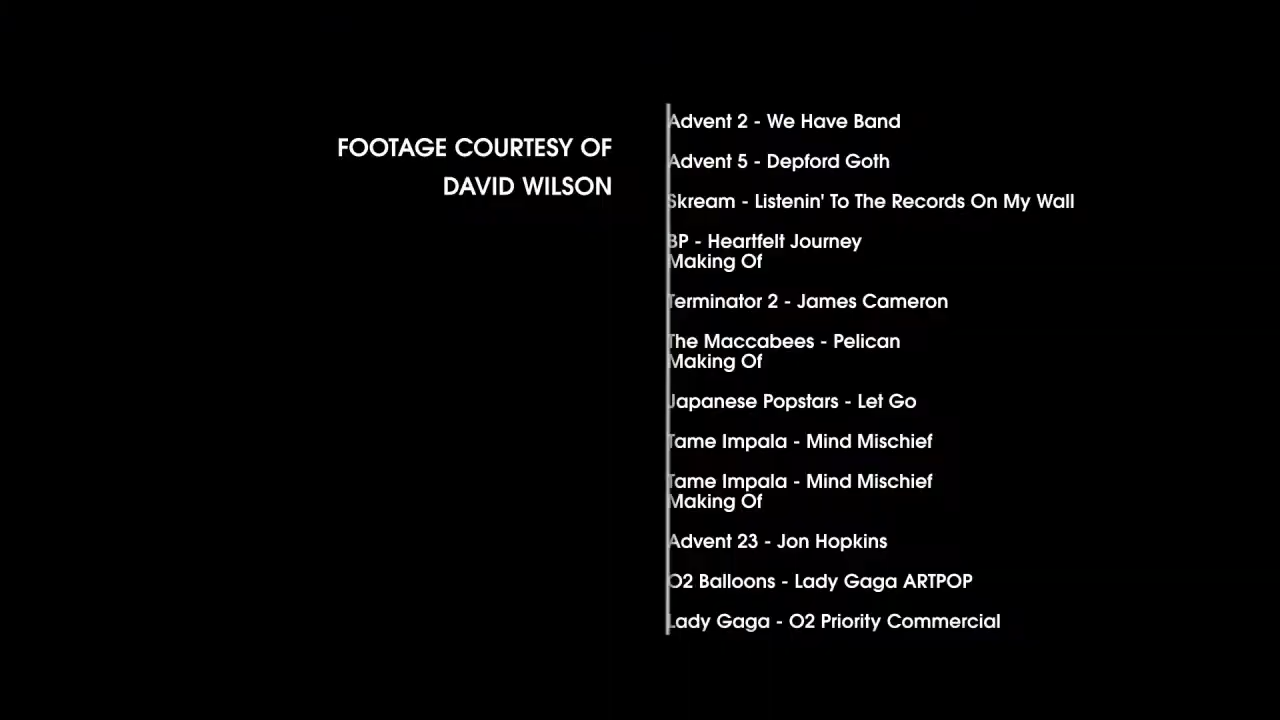 FOOTAGE COURTESY OF
DAVID WILSON
Advent 2 - We Have Band
Advent 5 - Depford Goth
Skream - Listenin' To The Records On My Wall
BP - Heartfelt Journey
Making Of
Terminator 2 - James Cameron
The Maccabees - Pelican
Making Of
Japanese Popstars - Let Go
Tame Impala - Mind Mischief
Tame Impala - Mind Mischief
Making Of
Advent 23 - Jon Hopkins
O2 Balloons - Lady Gaga ARTPOP
Lady Gaga - O2 Priority Commercial